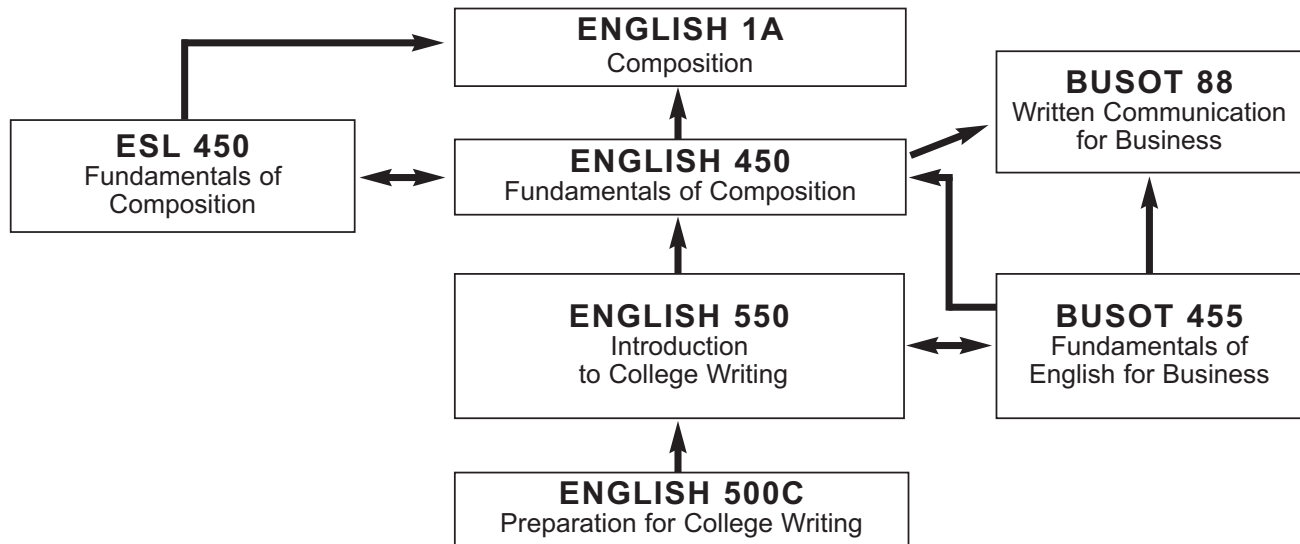 ENGLISH 1A
Composition
BUSOT 88
Written Communication
for Business
ESL 450
Fundamentals of
Composition
ENGLISH 450
Fundamentals of Composition
ENGLISH 550
Introduction
to College Writing
BUSOT 455
Fundamentals of
English for Business
ENGLISH 500C
Preparation for College Writing